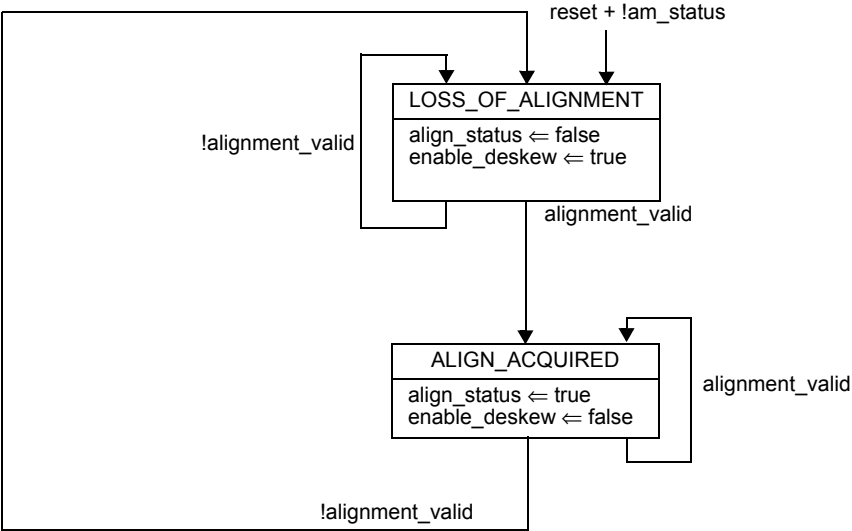 reset + !am_status
LOSS_OF_ALIGNMENT
align_status ⇐ false
enable_deskew ⇐ true
!alignment_valid
alignment_valid
ALIGN_ACQUIRED
align_status ⇐ true
enable_deskew ⇐ false
alignment_valid
!alignment_valid